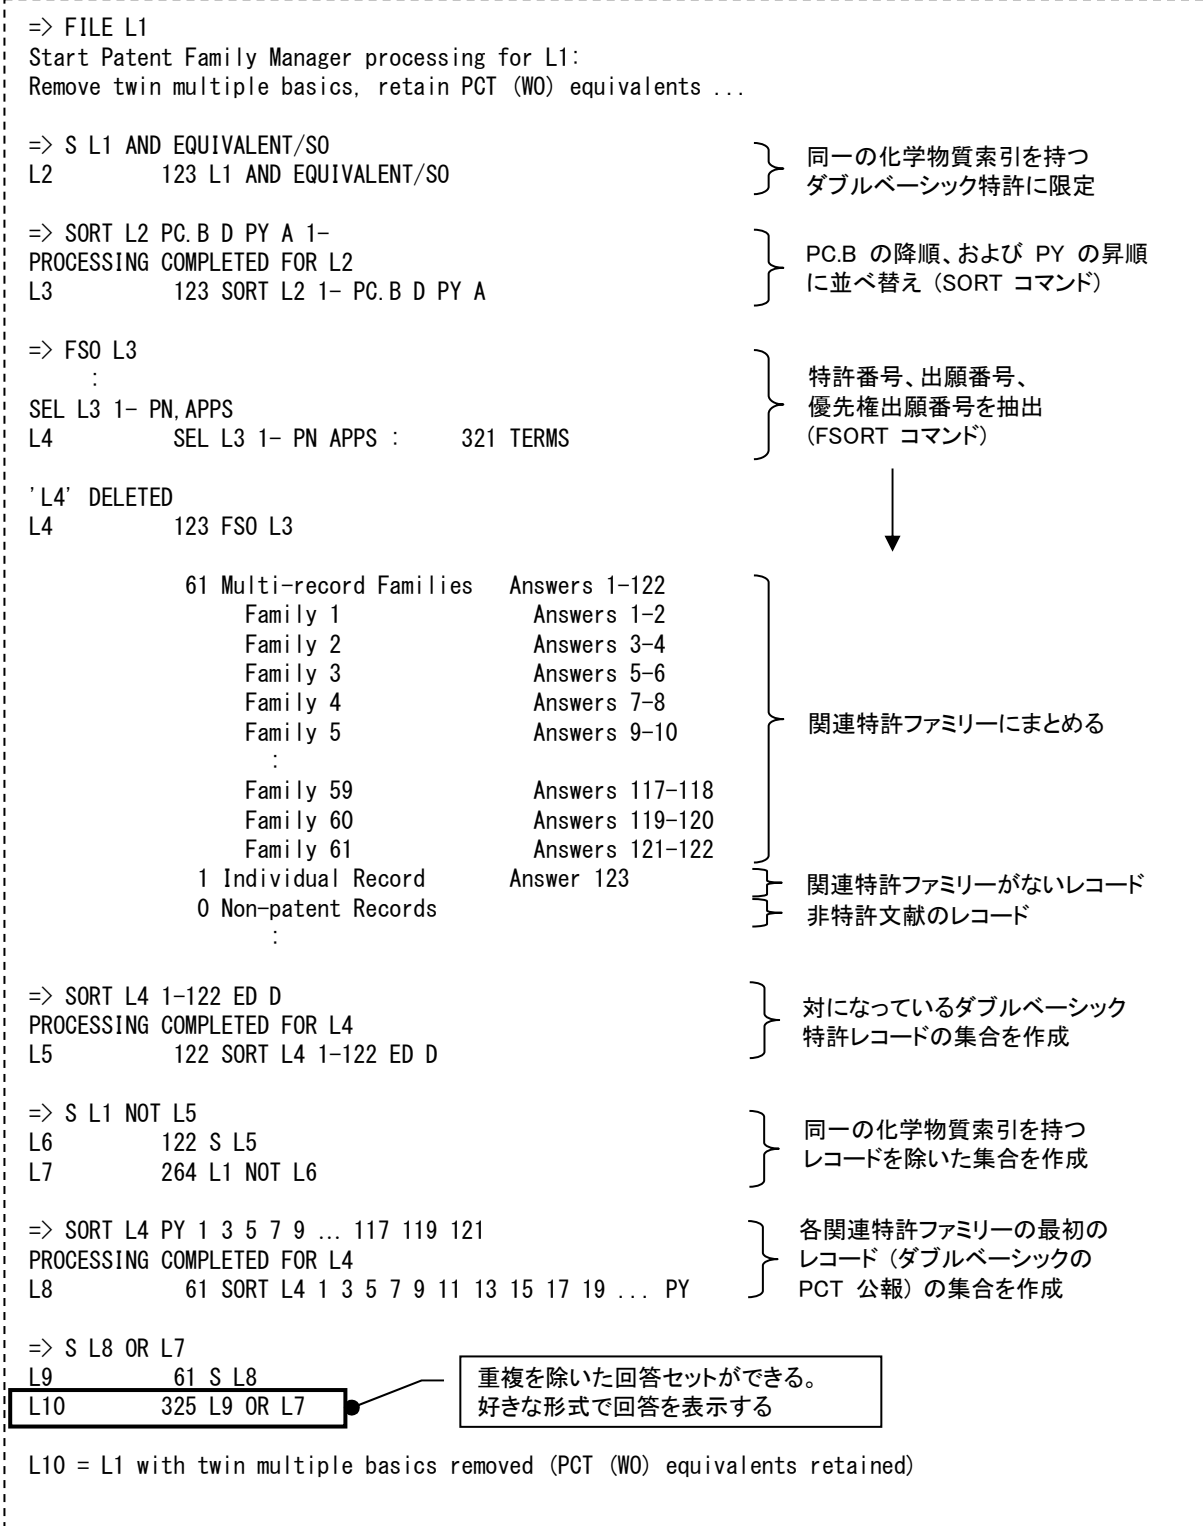 => FILE L1
Start Patent Family Manager processing for L1:
Remove twin multiple basics, retain PCT (WO) equivalents ...
=> S L1 AND EQUIVALENT/SO
L2 123 L1 AND EQUIVALENT/SO
同一の化学物質索引を持つ
ダブルベーシック特許に限定
=> SORT L2 PC.B D PY A 1-
PROCESSING COMPLETED FOR L2
L3 123 SORT L2 1- PC.B D PY A
PC.B の降順、および PY の昇順
に並べ替え (SORT コマンド)
=> FSO L3
:
SEL L3 1- PN,APPS
L4 SEL L3 1- PN APPS : 321 TERMS
特許番号、出願番号、
優先権出願番号を抽出
(FSORT コマンド)
'L4' DELETED
L4 123 FSO L3
61 Multi-record Families Answers 1-122
Family 1 Answers 1-2
Family 2 Answers 3-4
Family 3 Answers 5-6
Family 4 Answers 7-8
Family 5 Answers 9-10
:
Family 59 Answers 117-118
Family 60 Answers 119-120
Family 61 Answers 121-122
関連特許ファミリーにまとめる
1 Individual Record Answer 123
関連特許ファミリーがないレコード
0 Non-patent Records
非特許文献のレコード
:
=> SORT L4 1-122 ED D
PROCESSING COMPLETED FOR L4
L5 122 SORT L4 1-122 ED D
対になっているダブルベーシック
特許レコードの集合を作成
=> S L1 NOT L5
L6 122 S L5
L7 264 L1 NOT L6
同一の化学物質索引を持つ
レコードを除いた集合を作成
=> SORT L4 PY 1 3 5 7 9 ... 117 119 121
PROCESSING COMPLETED FOR L4
L8 61 SORT L4 1 3 5 7 9 11 13 15 17 19 ... PY
各関連特許ファミリーの最初の
レコード (ダブルベーシックの
PCT 公報) の集合を作成
=> S L8 OR L7
L9 61 S L8
L10 325 L9 OR L7
重複を除いた回答セットができる。
好きな形式で回答を表示する
L10 = L1 with twin multiple basics removed (PCT (WO) equivalents retained)